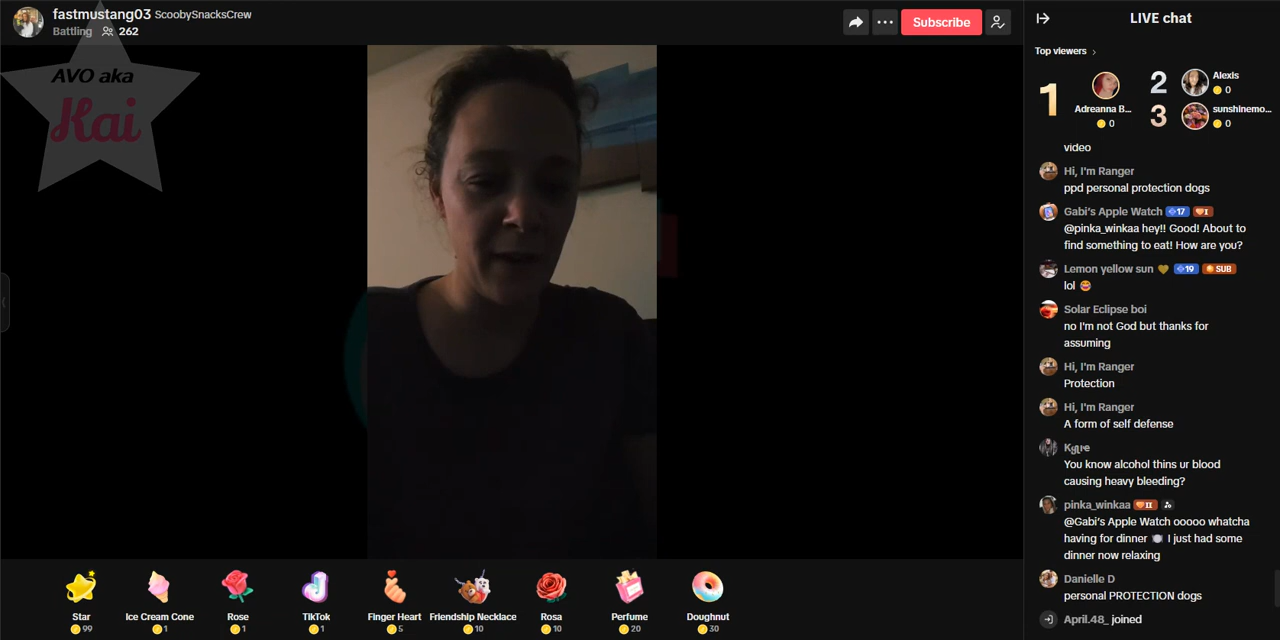 fastmustang03 ScoobySnacksCrew
Battling 262
Subscribe
AVO aka
Kai
LIVE chat
Top viewers
1
Adreanna B...
0
2
Alexis
0
3
sunshinemo...
0
video
Hi, I'm Ranger
ppd personal protection dogs
Gabi's Apple Watch 17 I
@pinka_winkaa hey!! Good! About to
find something to eat! How are you?
Lemon yellow sun 19 SUB
lol
Solar Eclipse boi
no I'm not God but thanks for
assuming
Hi, I'm Ranger
Protection
Hi, I'm Ranger
A form of self defense
You know alcohol thins ur blood
causing heavy bleeding?
pinka_winkaa II
@Gabi's Apple Watch ooooo whatcha
having for dinner 🍽 I just had some
dinner now relaxing
Danielle D
personal PROTECTION dogs
April.48_ joined
Star
99
Ice Cream Cone
1
Rose
1
TikTok
1
Finger Heart
5
Friendship Necklace
10
Rosa
10
Perfume
20
Doughnut
30